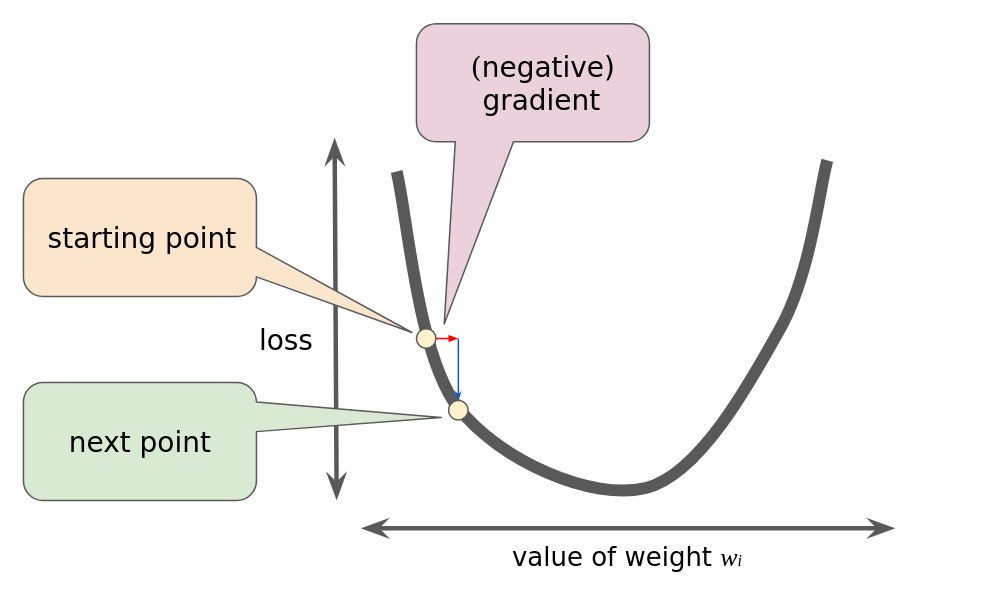 (negative)
gradient
starting point
loss
next point
value of weight wᵢ